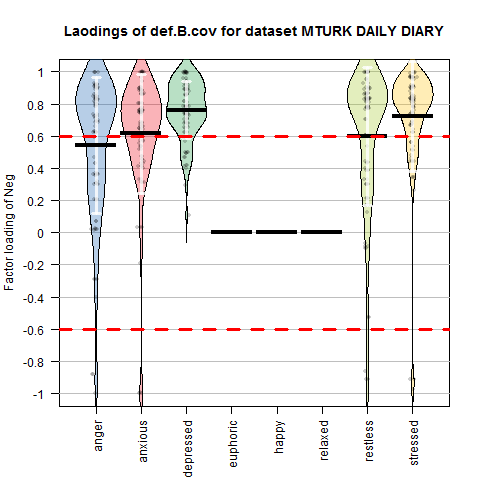 Laodings of def.B.cov for dataset MTURK DAILY DIARY
Factor loading of Neg
1
0.8
0.6
0.4
0.2
0
-0.2
-0.4
-0.6
-0.8
-1
anger
anxious
depressed
euphoric
happy
relaxed
restless
stressed